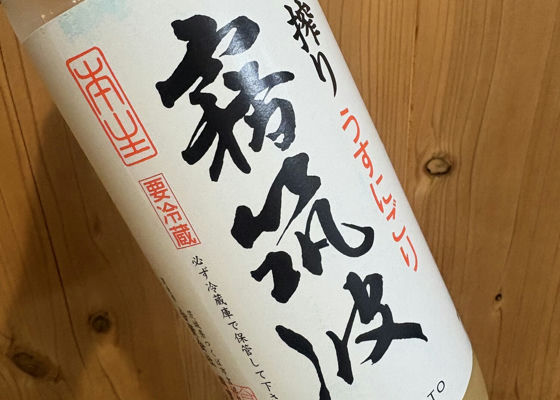 搾り
うすにごり
霧筑波
本生
要冷蔵
必ず冷蔵庫で保管して下さ